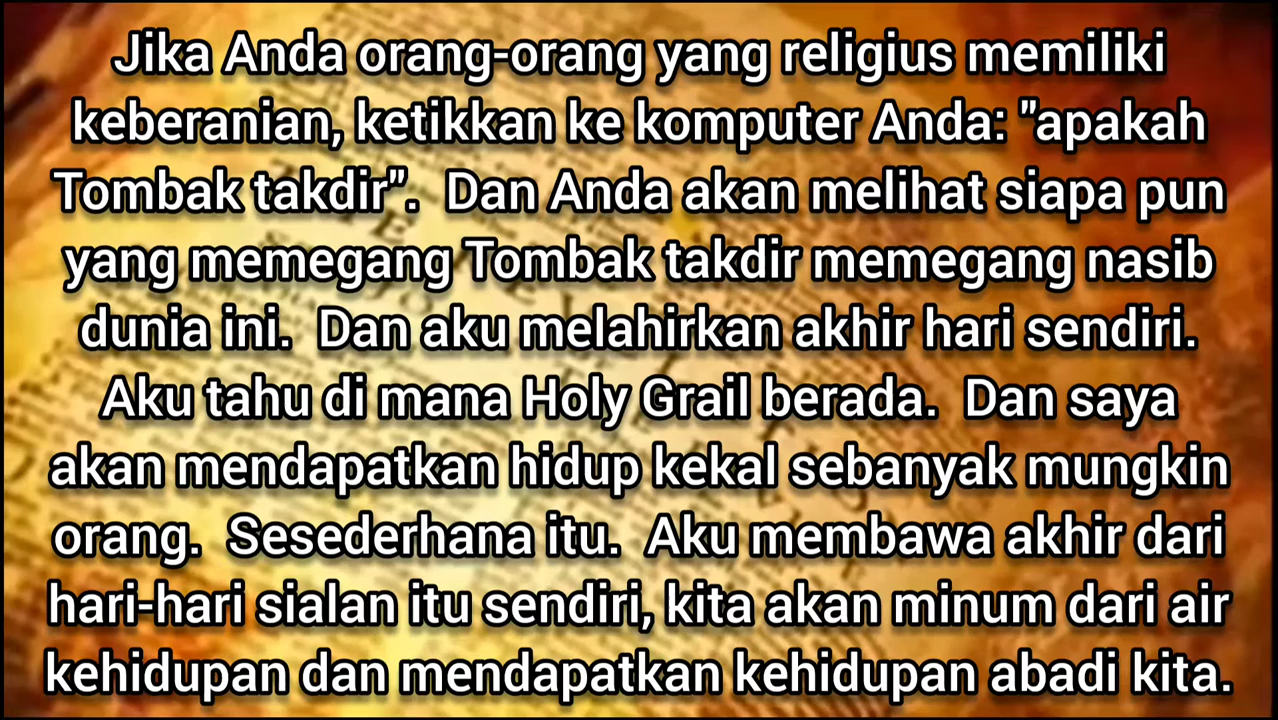 Jika Anda orang-orang yang religius memiliki
keberanian, ketikkan ke komputer Anda: "apakah
Tombak takdir". Dan Anda akan melihat siapa pun
yang memegang Tombak takdir memegang nasib
dunia ini. Dan aku melahirkan akhir hari sendiri.
Aku tahu di mana Holy Grail berada. Dan saya
akan mendapatkan hidup kekal sebanyak mungkin
orang. Sesederhana itu. Aku membawa akhir dari
hari-hari sialan itu sendiri, kita akan minum dari air
kehidupan dan mendapatkan kehidupan abadi kita.